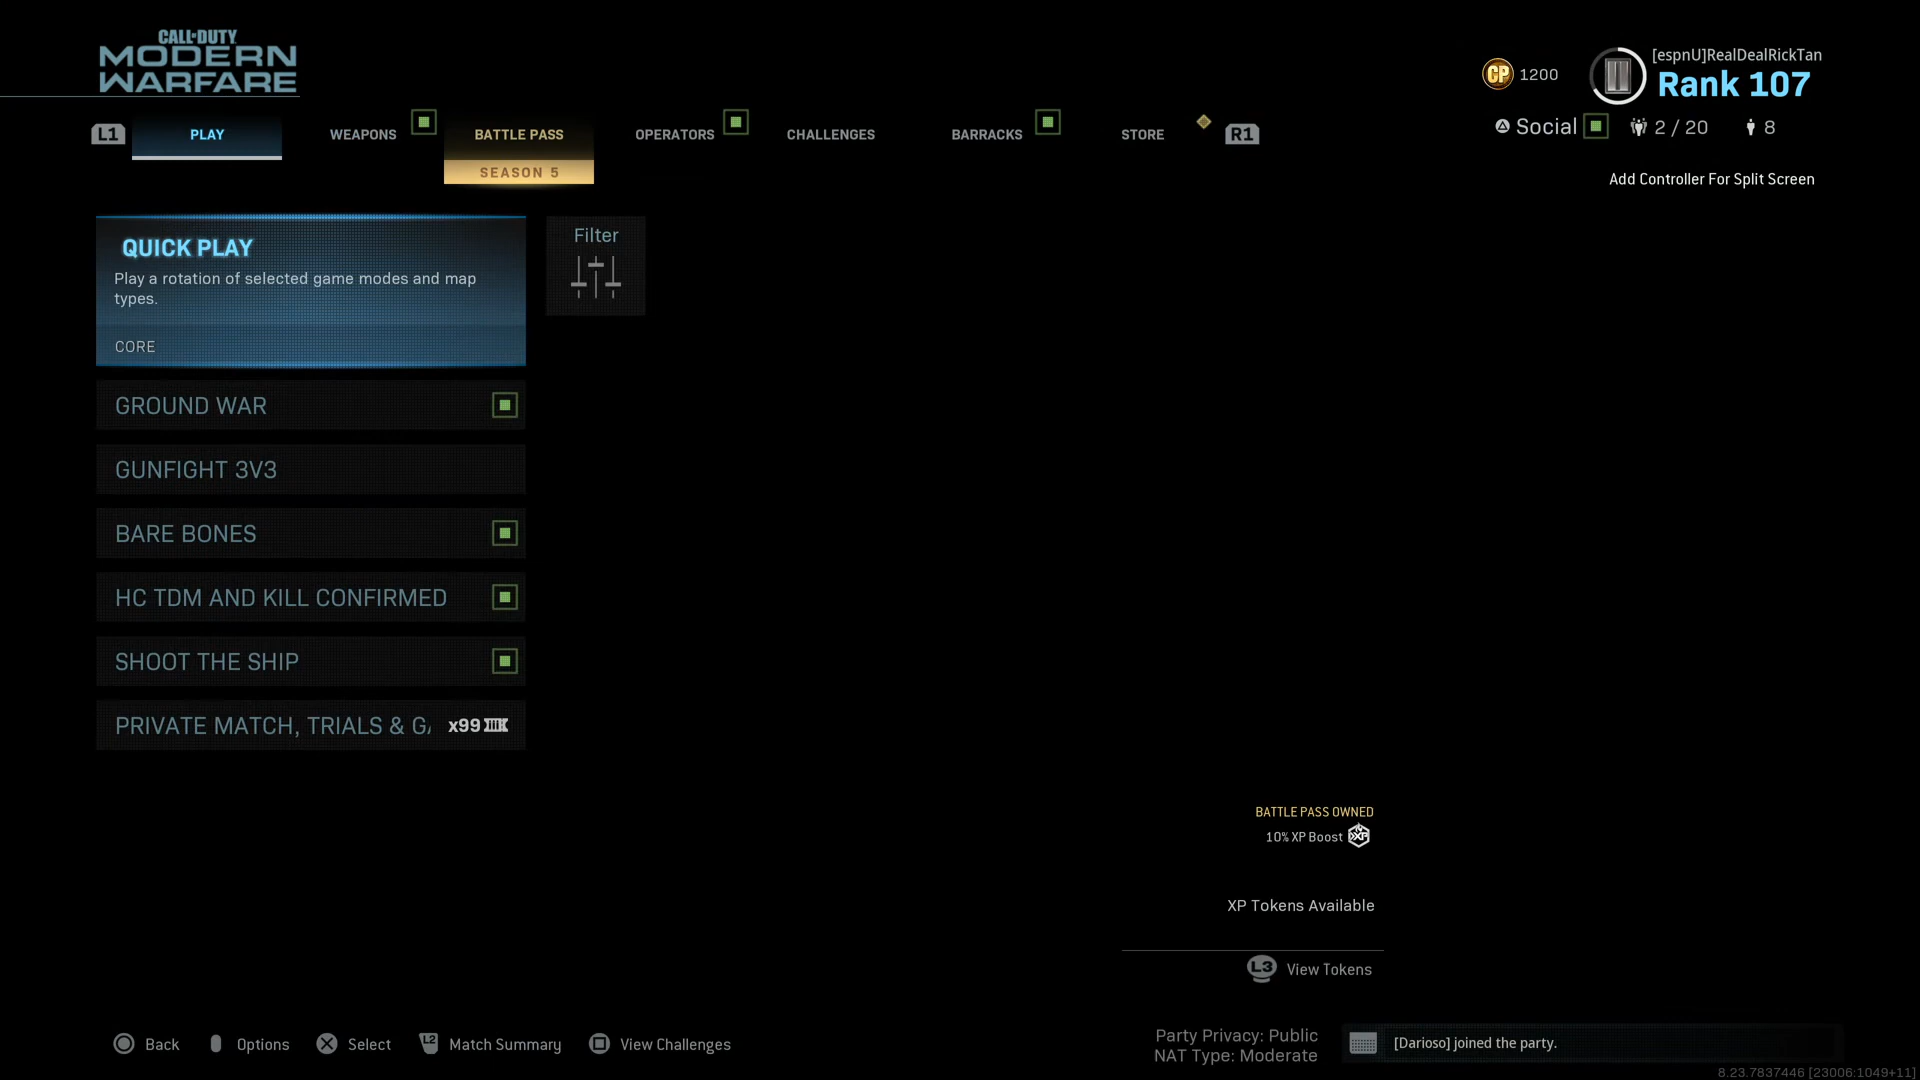 CALL OF DUTY
MODERN
WARFARE
CP 1200
[espnU]RealDealRickTan
Rank 107
L1
PLAY
WEAPONS
BATTLE PASS
OPERATORS
CHALLENGES
BARRACKS
STORE
R1
Social
2 / 20
8
SEASON 5
Add Controller For Split Screen
QUICK PLAY
Play a rotation of selected game modes and map
types.
CORE
Filter
GROUND WAR
GUNFIGHT 3V3
BARE BONES
HC TDM AND KILL CONFIRMED
SHOOT THE SHIP
PRIVATE MATCH, TRIALS & GA
x99
BATTLE PASS OWNED
10% XP Boost
XP Tokens Available
L3 View Tokens
Back
Options
Select
L2 Match Summary
View Challenges
Party Privacy: Public
NAT Type: Moderate
[Darioso] joined the party.
8.23.7837446 [23006:1049+11]